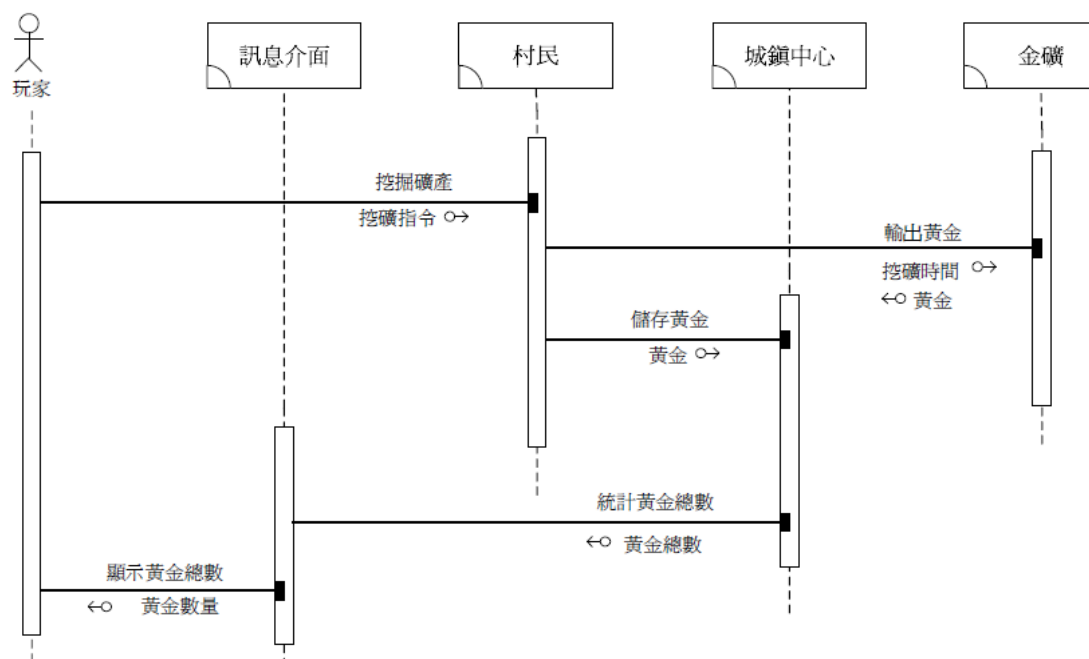 玩家
訊息介面
村民
城鎮中心
金礦
挖掘礦產
挖礦指令
輸出黃金
挖礦時間
黃金
儲存黃金
黃金
統計黃金總數
黃金總數
顯示黃金總數
黃金數量